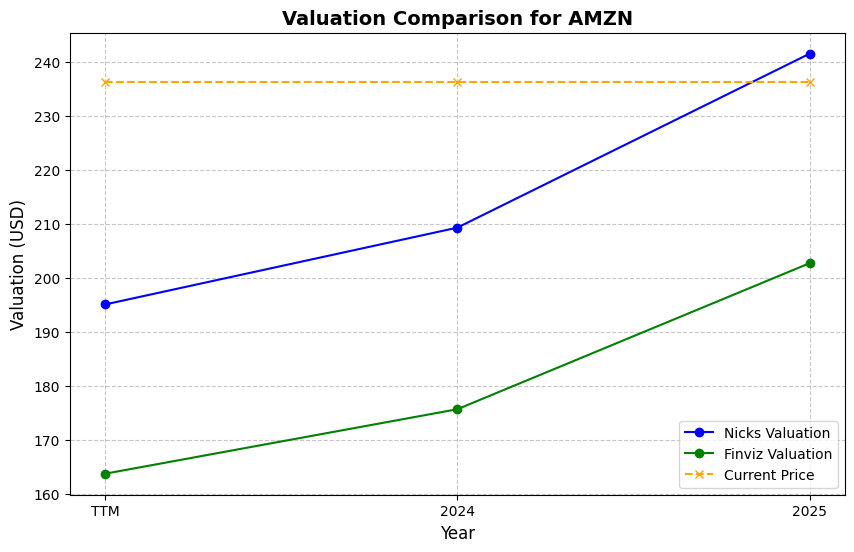 Valuation Comparison for AMZN
Valuation (USD)
240
230
220
210
200
190
180
170
160
TTM
2024
2025
Year
Nicks Valuation
Finviz Valuation
Current Price